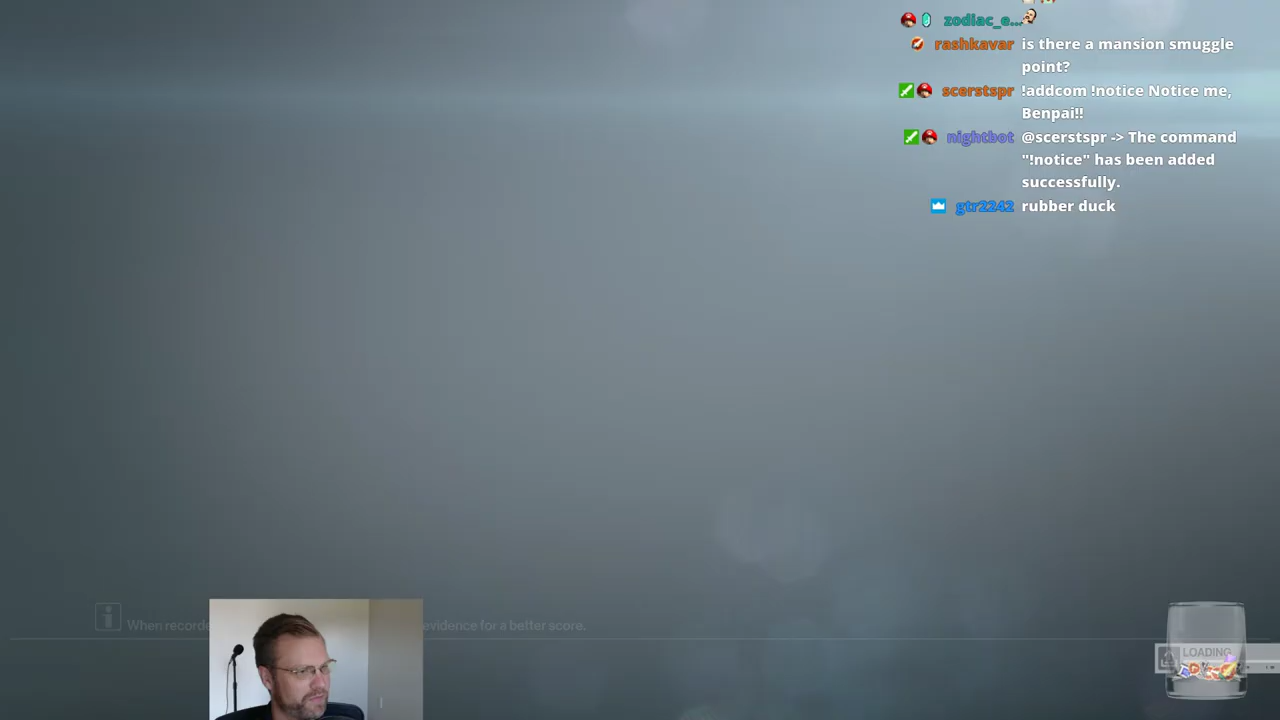 zodiac_e...
rashkavar is there a mansion smuggle
point?
scerstspr !addcom !notice Notice me,
Benpai!!
nightbot @scerstspr -> The command
"!notice" has been added
successfully.
gtr2242 rubber duck
When recorde
evidence for a better score.
LOADING